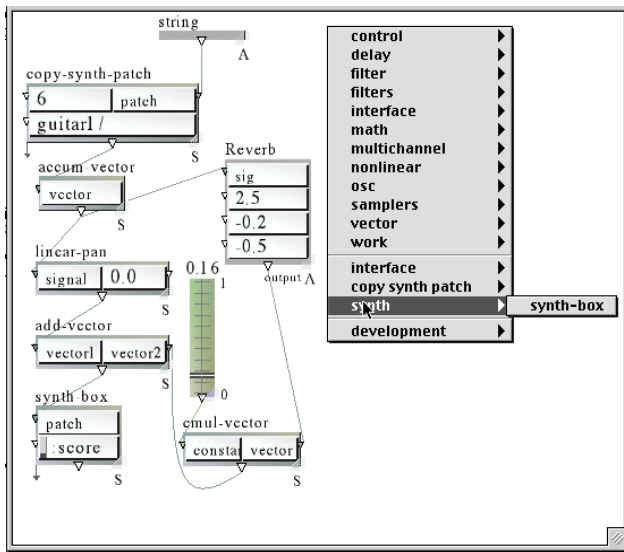 string
A
copy-synth-patch
6 patch
guitar1 /
S
accum-vector
vector
S
Reverb
sig
2.5
-0.2
-0.5
output A
linear-pan
signal 0.0
S
0.16
1
0
add-vector
vector1 vector2
S
synth-box
patch
:score
S
cmul-vector
constan vector
S
control
delay
filter
filters
interface
math
multichannel
nonlinear
osc
samplers
vector
work
interface
copy synth patch
synth synth-box
development